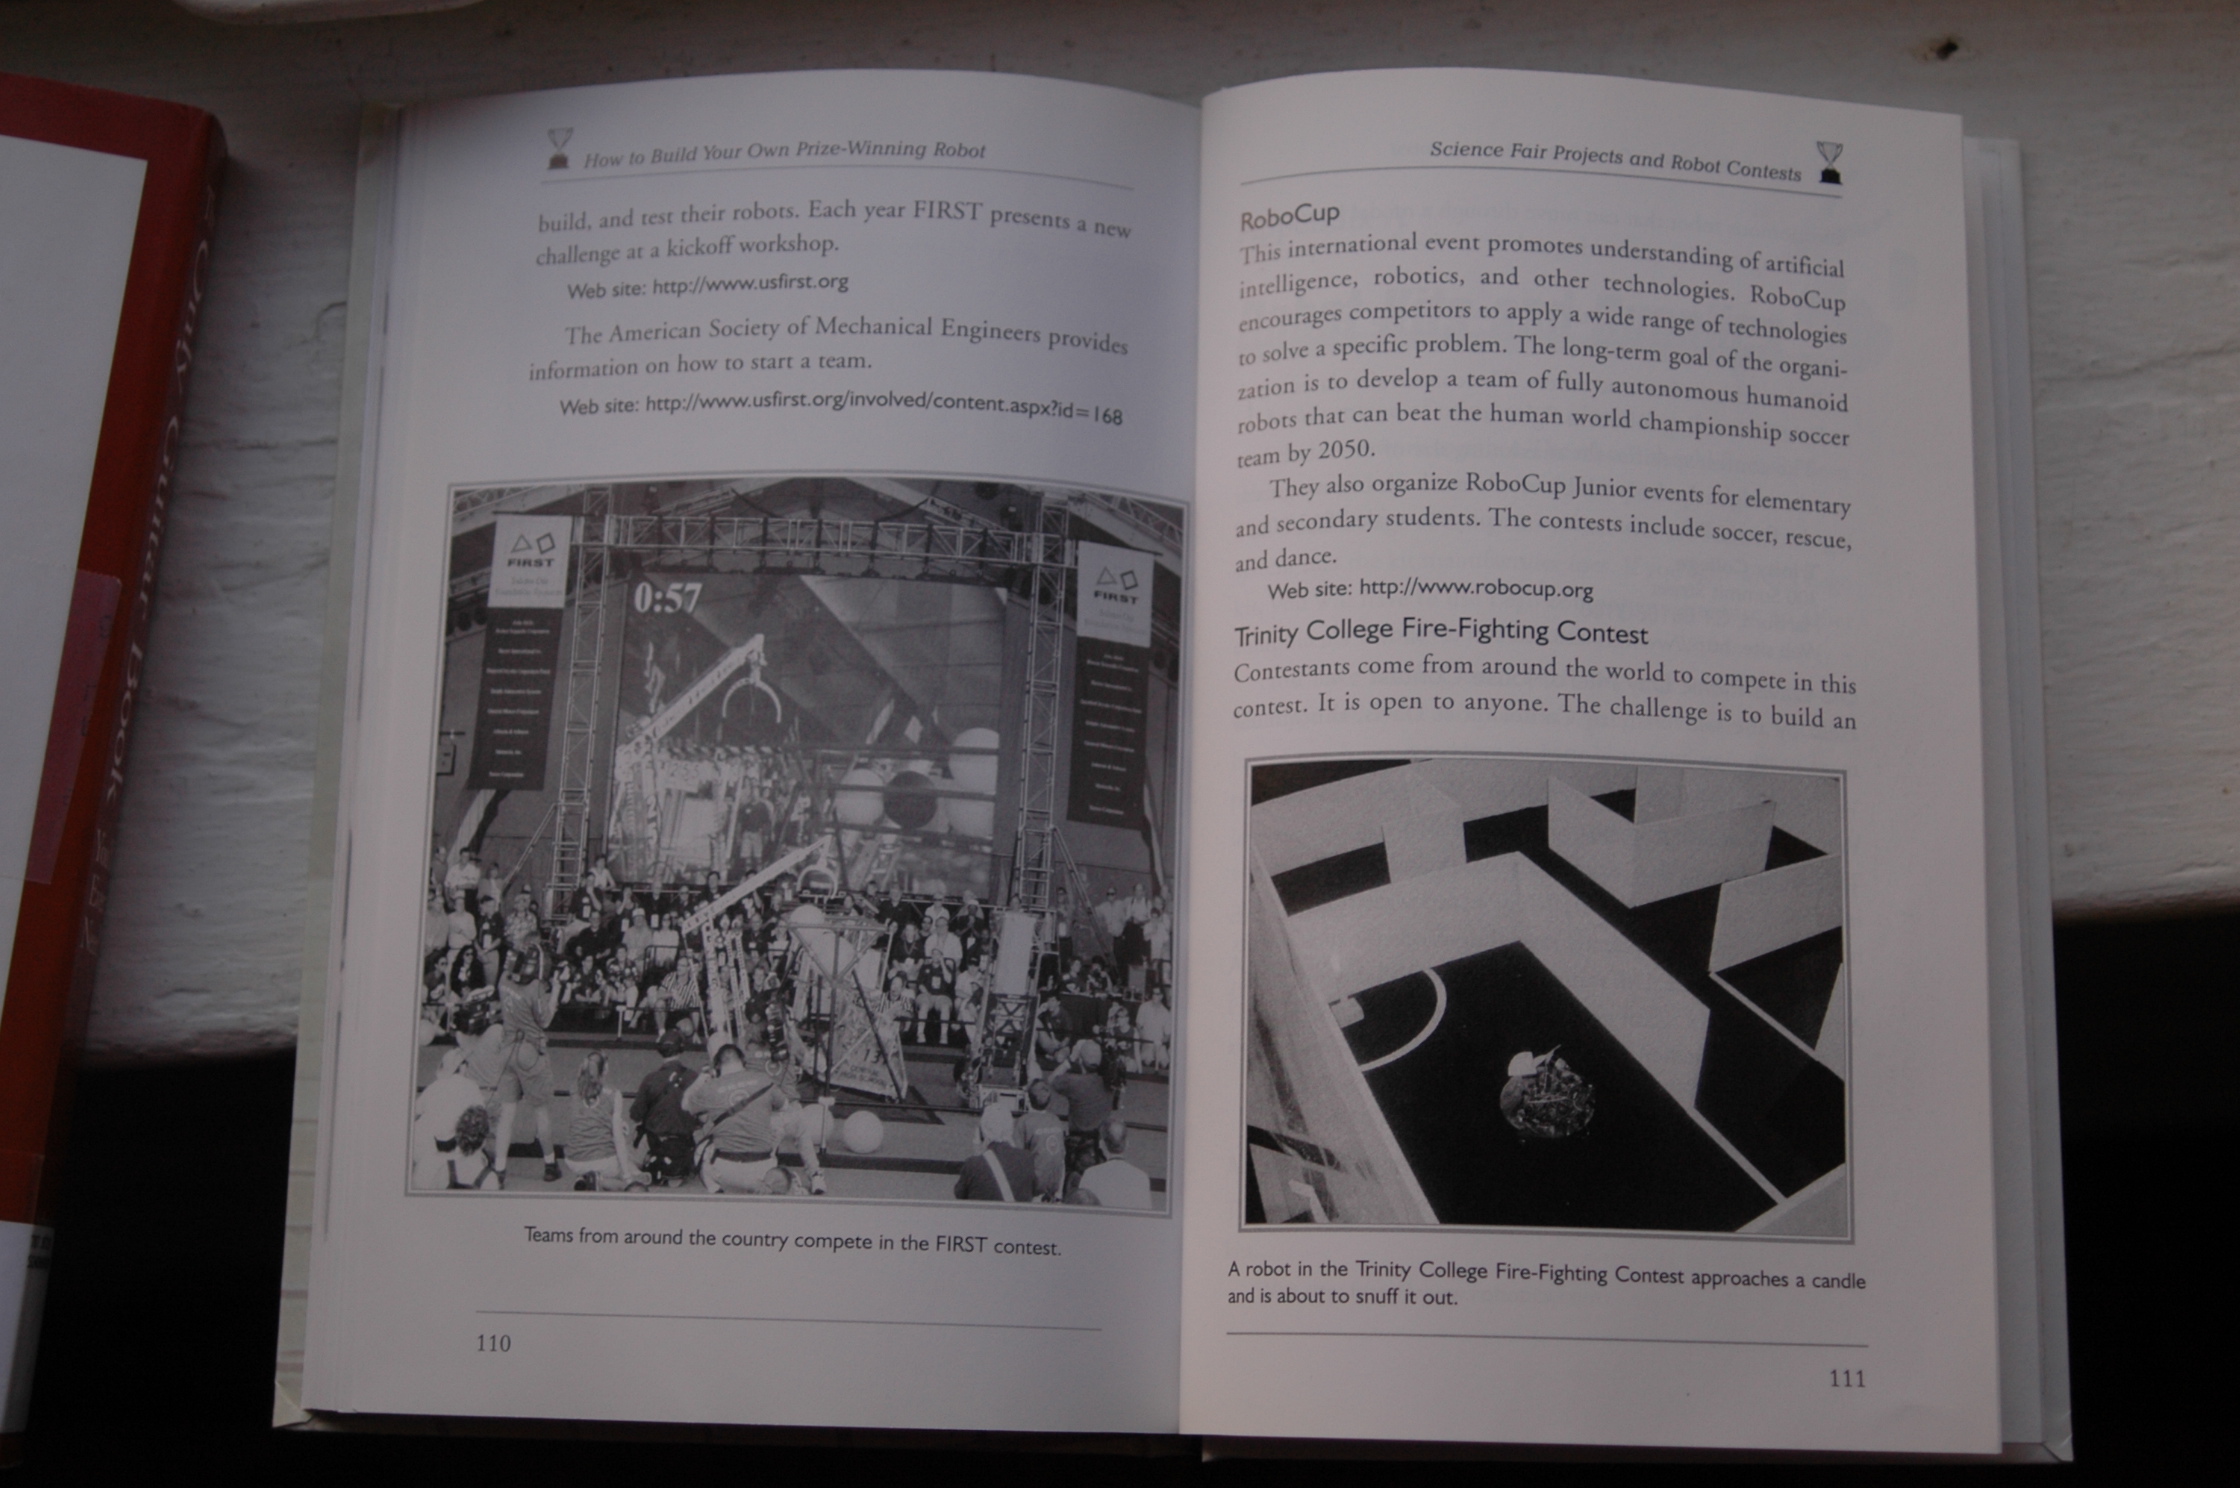 How to Build Your Own Prize-Winning Robot
build, and test their robots. Each year FIRST presents a new
challenge at a kickoff workshop.
Web site: http://www.usfirst.org
The American Society of Mechanical Engineers provides
information on how to start a team.
Web site: http://www.usfirst.org/involved/content.aspx?id=168
FIRST
FIRST
0:57
Teams from around the country compete in the FIRST contest.
110
Science Fair Projects and Robot Contests
RoboCup
This international event promotes understanding of artificial
intelligence, robotics, and other technologies. RoboCup
encourages competitors to apply a wide range of technologies
to solve a specific problem. The long-term goal of the organi-
zation is to develop a team of fully autonomous humanoid
robots that can beat the human world championship soccer
team by 2050.
They also organize RoboCup Junior events for elementary
and secondary students. The contests include soccer, rescue,
and dance.
Web site: http://www.robocup.org
Trinity College Fire-Fighting Contest
Contestants come from around the world to compete in this
contest. It is open to anyone. The challenge is to build an
A robot in the Trinity College Fire-Fighting Contest approaches a candle
and is about to snuff it out.
111
Only Guitar Book